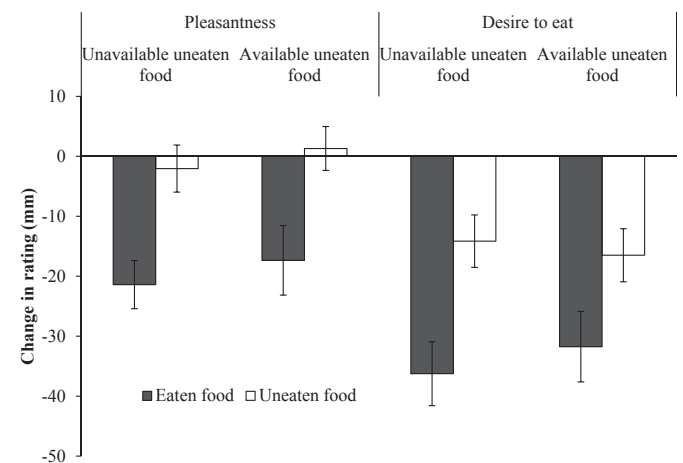 Pleasantness
Desire to eat
Unavailable uneaten food
Available uneaten food
Unavailable uneaten food
Available uneaten food
Change in rating (mm)
10
0
-10
-20
-30
-40
-50
Eaten food
Uneaten food